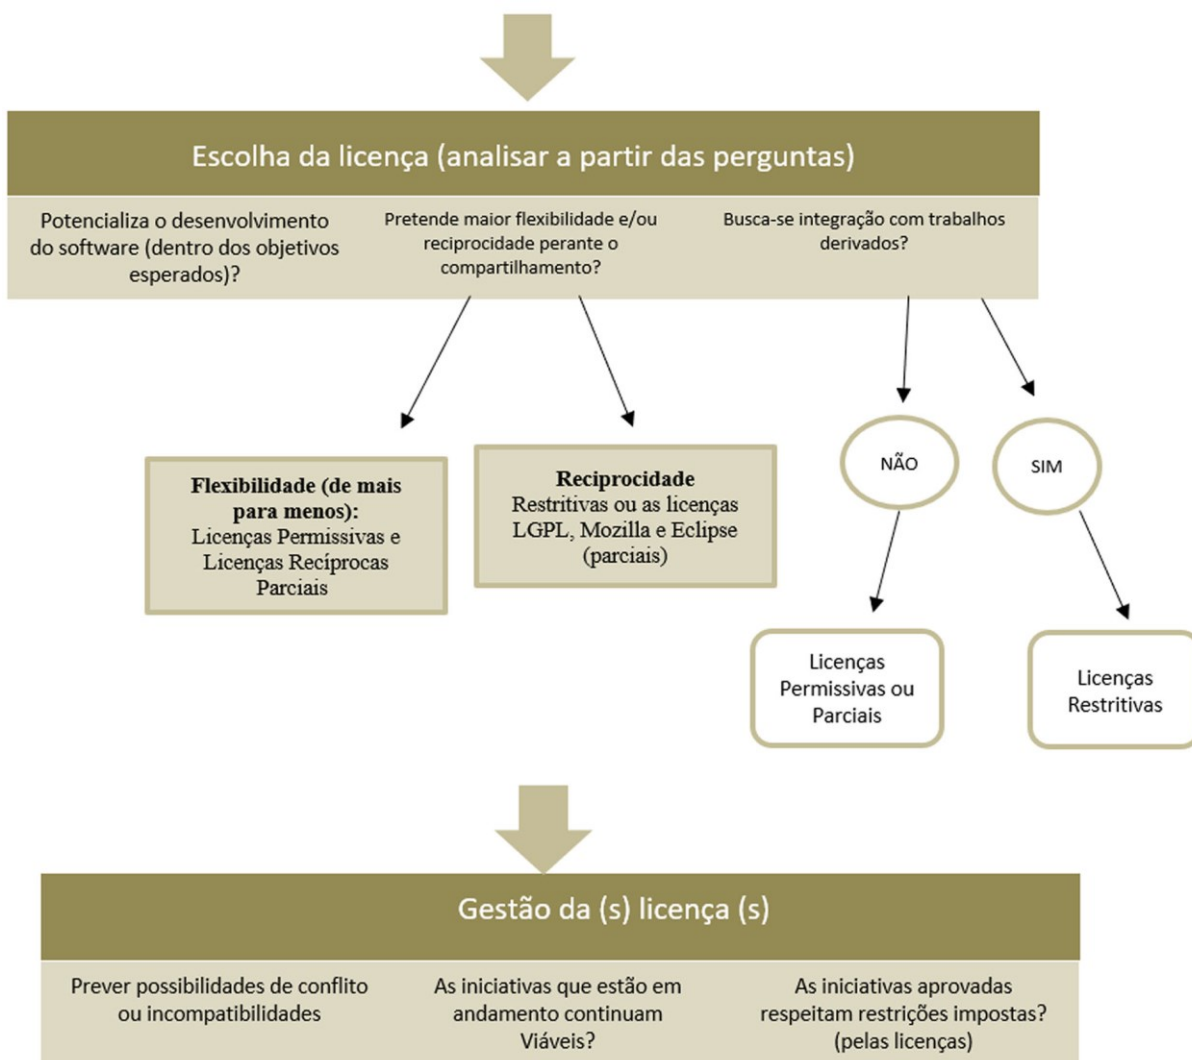 Escolha da licença (analisar a partir das perguntas)
Potencializa o desenvolvimento
do software (dentro dos objetivos
esperados)?
Pretende maior flexibilidade e/ou
reciprocidade perante o
compartilhamento?
Busca-se integração com trabalhos
derivados?
Flexibilidade (de mais
para menos):
Licenças Permissivas e
Licenças Recíprocas
Parciais
Reciprocidade
Restritivas ou as licenças
LGPL, Mozilla e Eclipse
(parciais)
NÃO
SIM
Licenças
Permissivas ou
Parciais
Licenças
Restritivas
Gestão da (s) licença (s)
Prever possibilidades de conflito
ou incompatibilidades
As iniciativas que estão em
andamento continuam
Viáveis?
As iniciativas aprovadas
respeitam restrições impostas?
(pelas licenças)